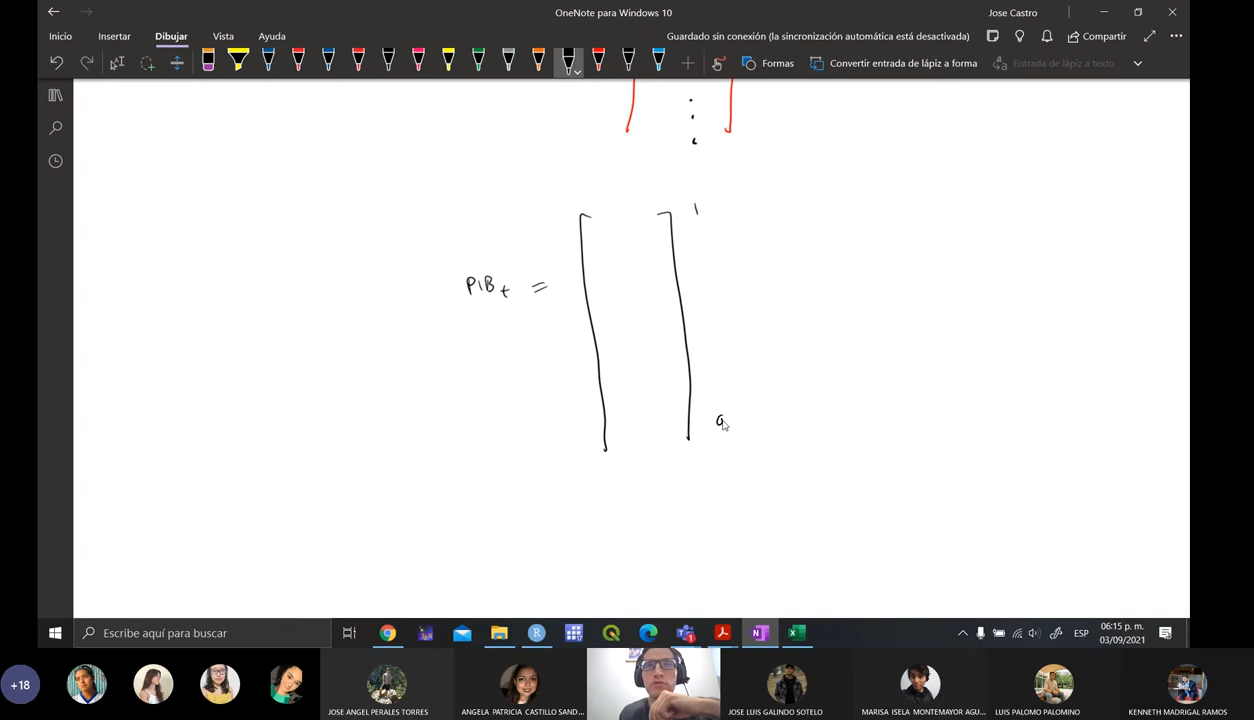 OneNote para Windows 10
Jose Castro
Inicio Insertar Dibujar Vista Ayuda
Guardado sin conexión (la sincronización automática está desactivada)
Compartir
Formas
Convertir entrada de lápiz a forma
Entrada de lápiz a texto
PIBt =
Escribe aquí para buscar
17
1
ESP
06:15 p. m.
03/09/2021
+18
JOSE ANGEL PERALES TORRES
ANGELA PATRICIA CASTILLO SAND...
JOSE LUIS GALINDO SOTELO
MARISA ISELA MONTEMAYOR AGU...
LUIS PALOMO PALOMINO
KENNETH MADRIGAL RAMOS